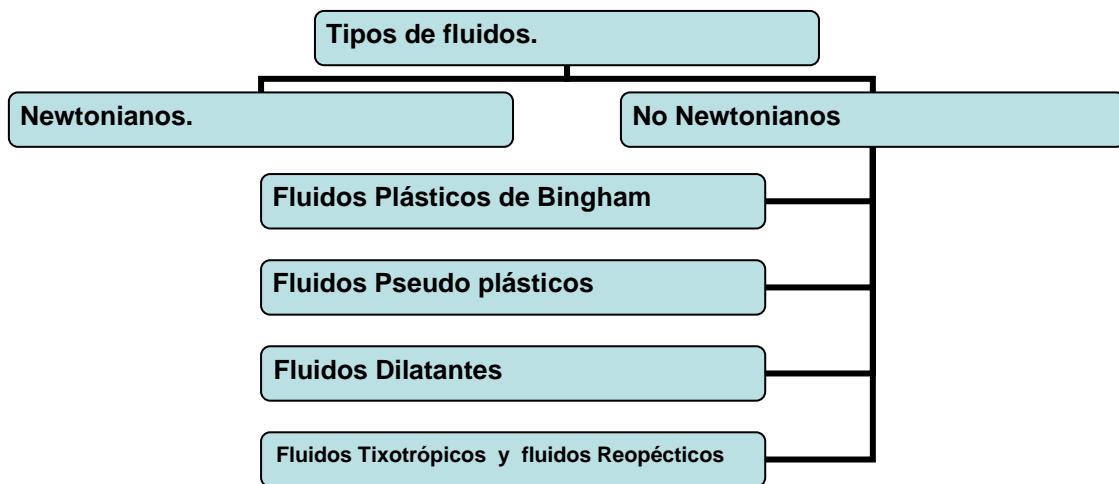 Tipos de fluidos.
Newtonianos.
No Newtonianos
Fluidos Plásticos de Bingham
Fluidos Pseudo plásticos
Fluidos Dilatantes
Fluidos Tixotrópicos y fluidos Reopécticos